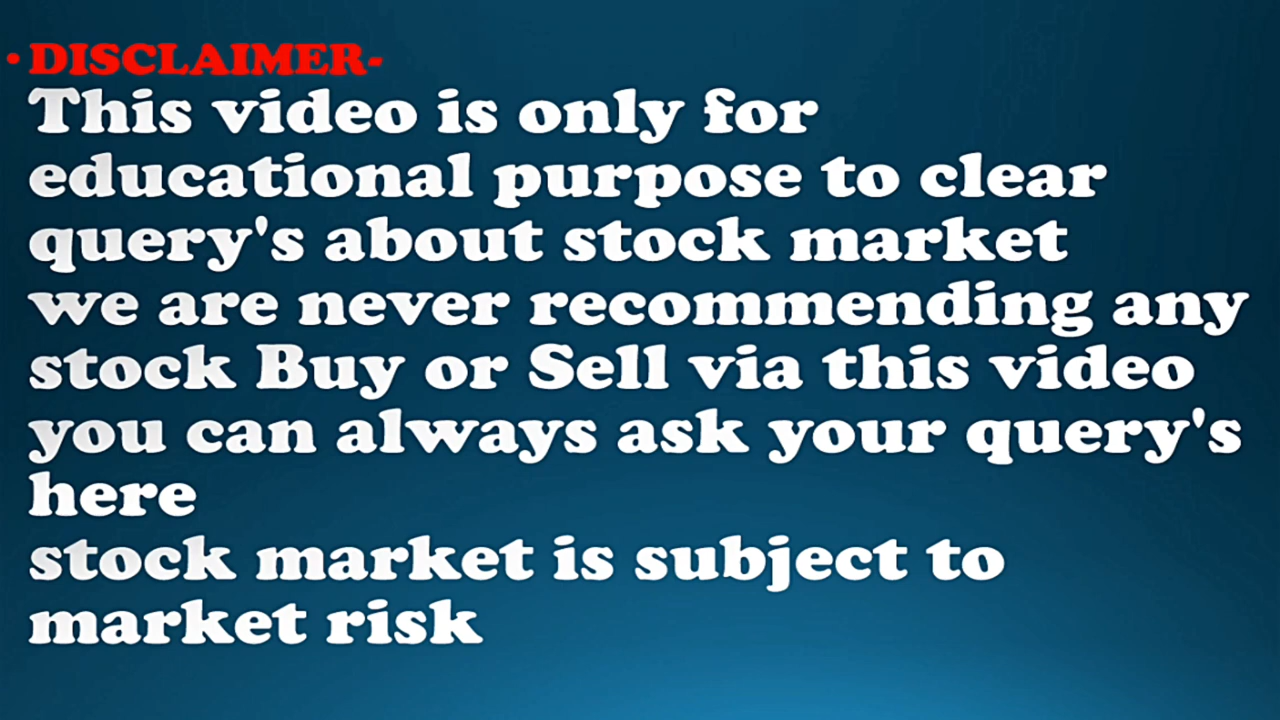 • DISCLAIMER-
This video is only for
educational purpose to clear
query's about stock market
we are never recommending any
stock Buy or Sell via this video
you can always ask your query's
here
stock market is subject to
market risk